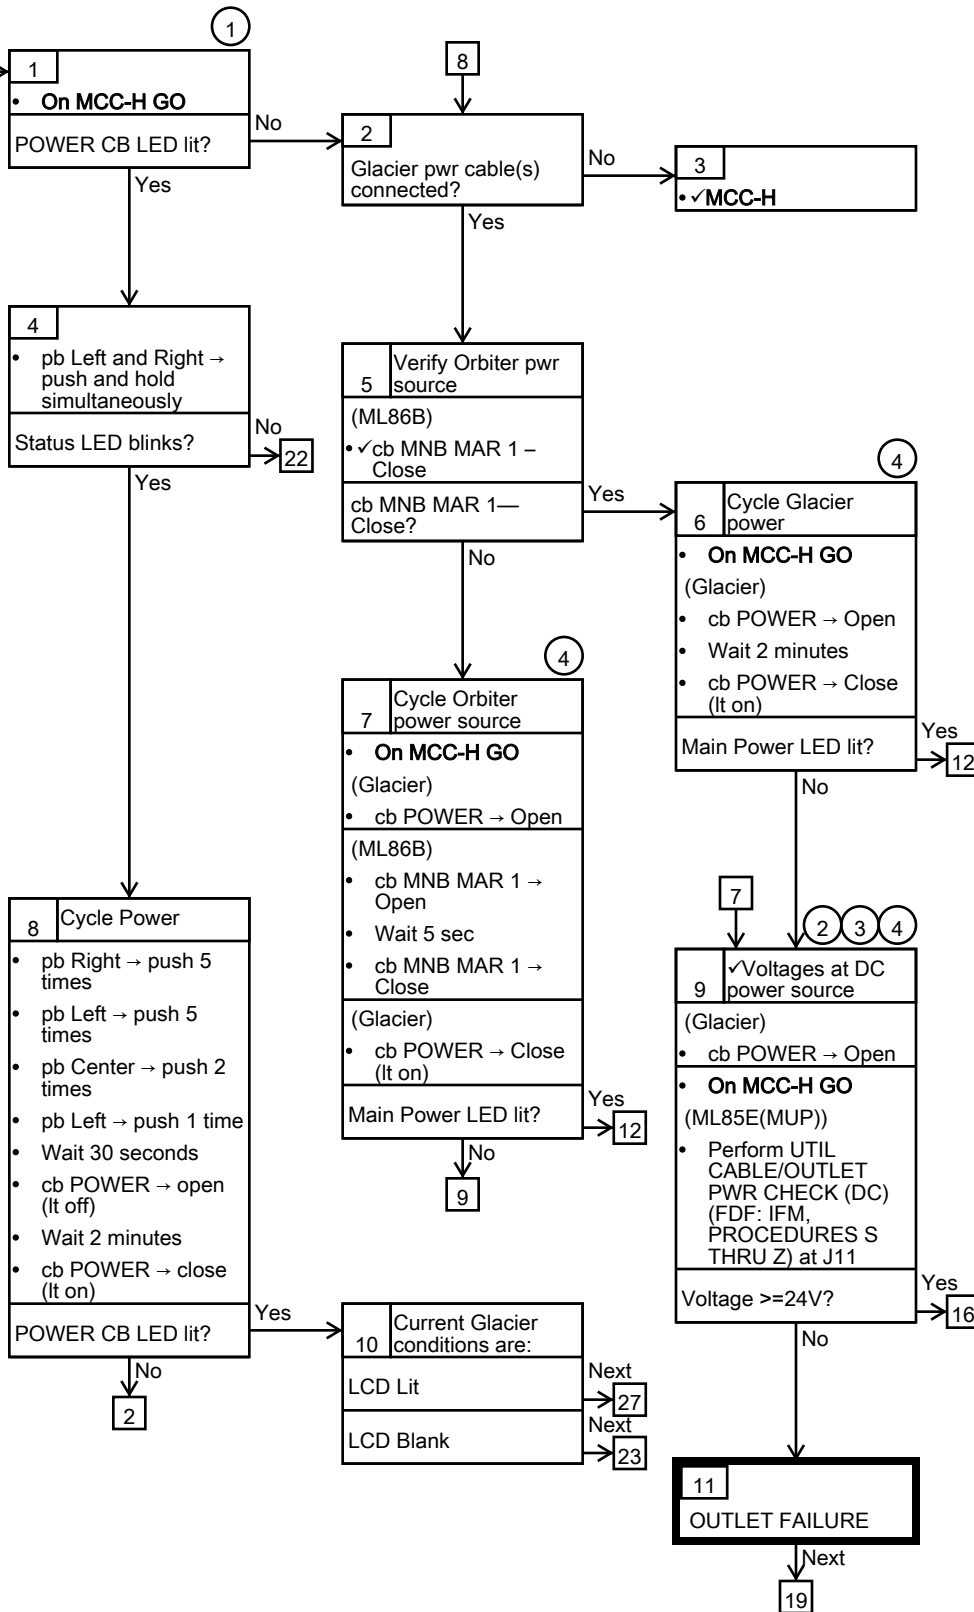 1
1
• On MCC-H GO
POWER CB LED lit?
No
Yes
8
2
Glacier pwr cable(s)
connected?
No
Yes
3
• ✓MCC-H
4
• pb Left and Right →
push and hold
simultaneously
Status LED blinks?
No
22
Yes
5
Verify Orbiter pwr
source
(ML86B)
• ✓cb MNB MAR 1 –
Close
cb MNB MAR 1—
Close?
Yes
No
4
6
Cycle Glacier
power
• On MCC-H GO
(Glacier)
• cb POWER → Open
• Wait 2 minutes
• cb POWER → Close
(lt on)
Main Power LED lit?
Yes
12
No
4
7
Cycle Orbiter
power source
• On MCC-H GO
(Glacier)
• cb POWER → Open
(ML86B)
• cb MNB MAR 1 →
Open
• Wait 5 sec
• cb MNB MAR 1 →
Close
(Glacier)
• cb POWER → Close
(lt on)
Main Power LED lit?
Yes
12
No
9
8
Cycle Power
• pb Right → push 5
times
• pb Left → push 5
times
• pb Center → push 2
times
• pb Left → push 1 time
• Wait 30 seconds
• cb POWER → open
(lt off)
• Wait 2 minutes
• cb POWER → close
(lt on)
POWER CB LED lit?
Yes
No
2
7
2 3 4
9
✓Voltages at DC
power source
(Glacier)
• cb POWER → Open
• On MCC-H GO
(ML85E(MUP))
• Perform UTIL
CABLE/OUTLET
PWR CHECK (DC)
(FDF: IFM,
PROCEDURES S
THRU Z) at J11
Voltage >=24V?
Yes
16
No
10
Current Glacier
conditions are:
LCD Lit
Next
27
LCD Blank
Next
23
11
OUTLET FAILURE
Next
19